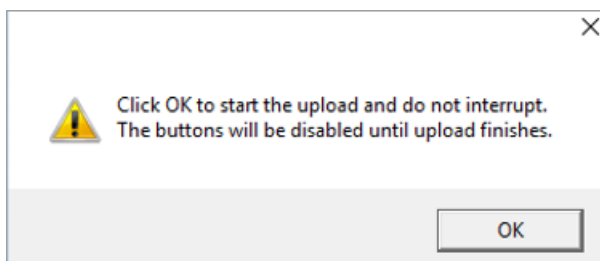 Click OK to start the upload and do not interrupt.
The buttons will be disabled until upload finishes.
OK